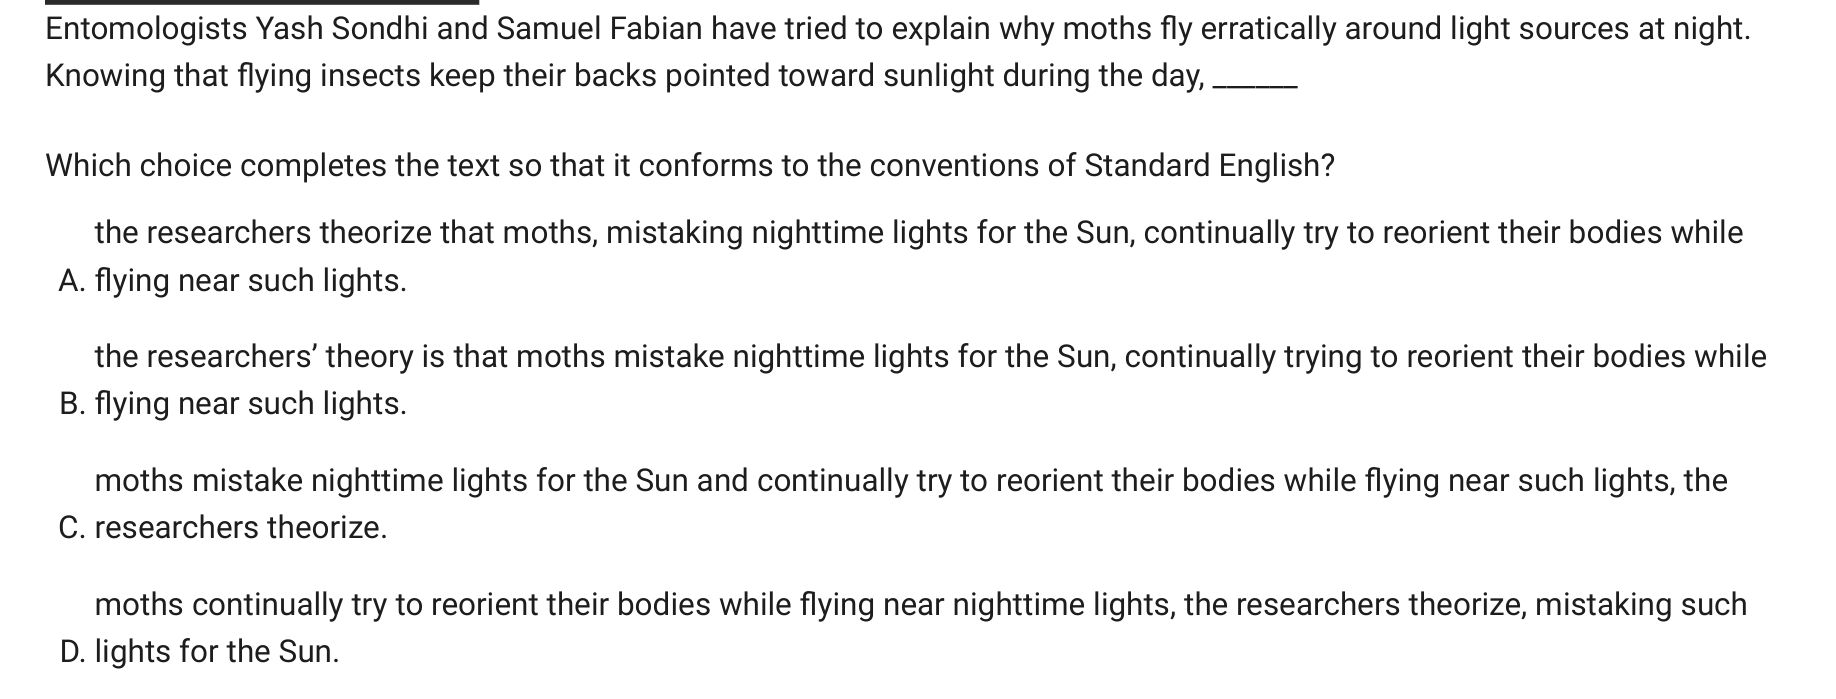 Entomologists Yash Sondhi and Samuel Fabian have tried to explain why moths fly erratically around light sources at night.
Knowing that flying insects keep their backs pointed toward sunlight during the day, ______
Which choice completes the text so that it conforms to the conventions of Standard English?
the researchers theorize that moths, mistaking nighttime lights for the Sun, continually try to reorient their bodies while
A. flying near such lights.
the researchers’ theory is that moths mistake nighttime lights for the Sun, continually trying to reorient their bodies while
B. flying near such lights.
moths mistake nighttime lights for the Sun and continually try to reorient their bodies while flying near such lights, the
C. researchers theorize.
moths continually try to reorient their bodies while flying near nighttime lights, the researchers theorize, mistaking such
D. lights for the Sun.